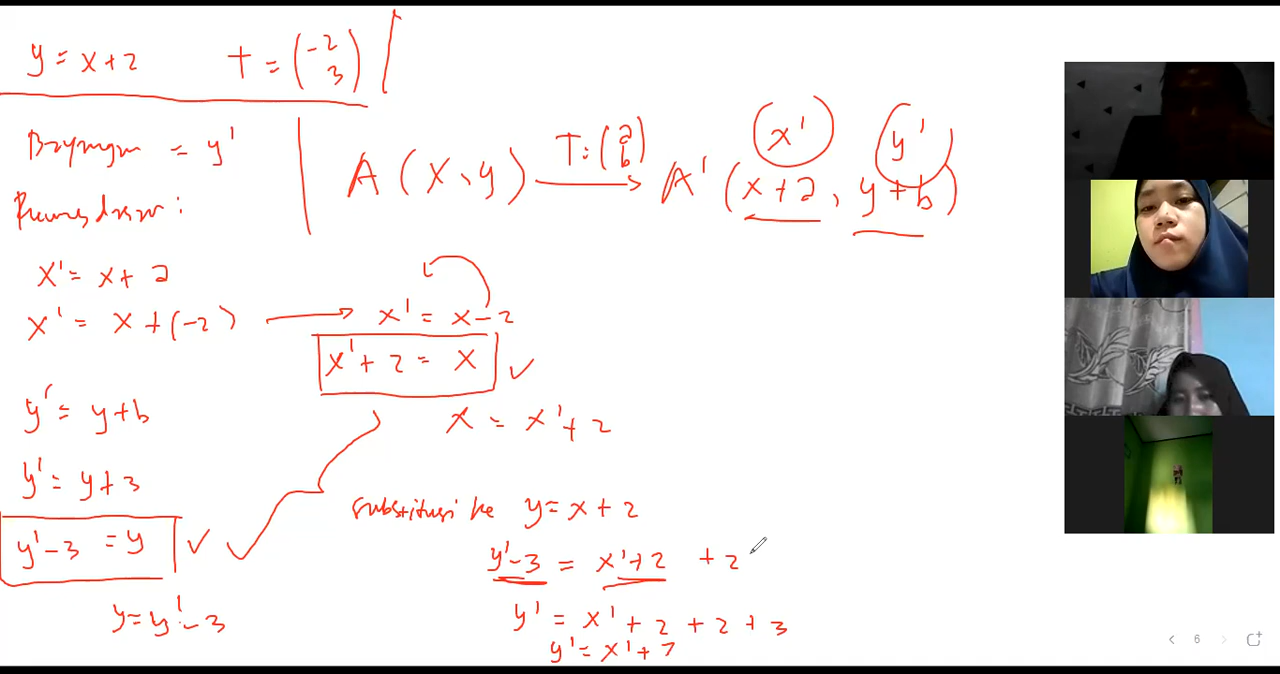 y = x + 2 T = (-2 3)
Bayangan = y'
A (x, y) T: (a b) → A' (x + a, y + b)
x' y'
:
x' = x + a
x' = x + (-2) → x' = x - 2
x' + 2 = x ✓
x = x' + 2
y' = y + b
y' = y + 3
y' - 3 = y ✓ ✓
y = y' - 3
substitusi ke y = x + 2
y' - 3 = x' + 2 + 2
y' = x' + 2 + 2 + 3
y' = x' + 7
6